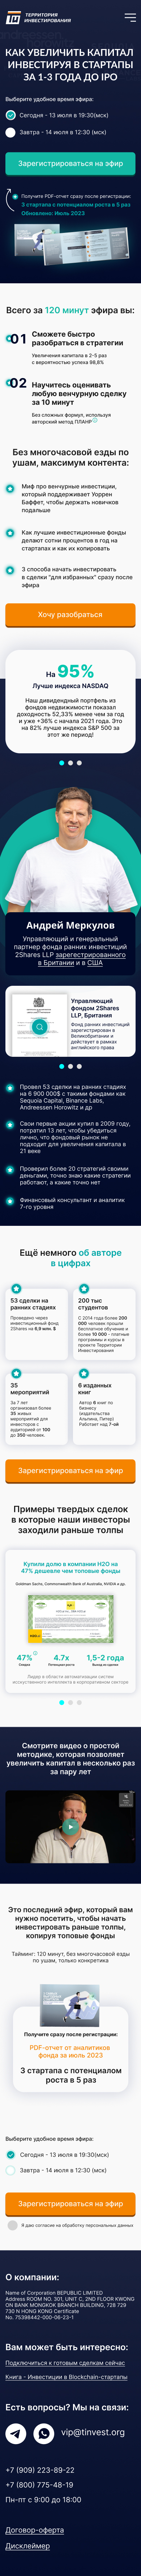 ТЕРРИТОРИЯ
ИНВЕСТИРОВАНИЯ
КАК УВЕЛИЧИТЬ КАПИТАЛ
ИНВЕСТИРУЯ В СТАРТАПЫ
ЗА 1-3 ГОДА ДО IPO
Выберите удобное время эфира:
Сегодня - 13 июля в 19:30(мск)
Завтра - 14 июля в 12:30 (мск)
Зарегистрироваться на эфир
Получите PDF-отчет сразу после регистрации:
3 стартапа с потенциалом роста в 5 раз
Обновлено: Июль 2023
Всего за 120 минут эфира вы:
01
Сможете быстро
разобраться в стратегии
Увеличения капитала в 2-5 раз
с вероятностью успеха 98,8%
02
Научитесь оценивать
любую венчурную сделку
за 10 минут
Без сложных формул, используя
авторский метод ПЛАНР
Без многочасовой езды по
ушам, максимум контента:
Миф про венчурные инвестиции,
который поддерживает Уоррен
Баффет, чтобы держать новичков
подальше
Как лучшие инвестиционные фонды
делают сотни процентов в год на
стартапах и как их копировать
3 способа начать инвестировать
в сделки "для избранных" сразу после
эфира
Хочу разобраться
На 95%
Лучше индекса NASDAQ
Наш дивидендный портфель из
фондов недвижимости показал
доходность 52,33% менее чем за год
и уже +36% с начала 2021 года. Это
на 82% лучше индекса S&P 500 за
этот же период!
Андрей Меркулов
Управляющий и генеральный
партнер фонда ранних инвестиций
2Shares LLP зарегестрированного
в Британии и в США
Управляющий
фондом 2Shares
LLP, Британия
Фонд ранних инвестиций
зарегистрирован в
Великобритании и
действует в рамках
английского права
Провел 53 сделки на ранних стадиях
на 6 900 000$ с такими фондами как
Sequoia Capital, Binance Labs,
Andreessen Horowitz и др
Свои первые акции купил в 2009 году,
потратил 13 лет, чтобы убедиться
лично, что фондовый рынок не
подходит для увеличения капитала в
21 веке
Проверил более 20 стратегий своими
деньгами, точно знаю какие стратегии
работают, а какие точно нет
Финансовый консультант и аналитик
7-го уровня
Ещё немного об авторе
в цифрах
53 сделки на
ранних стадиях
Проведено через
инвестиционный фонд
2Shares на 6,9 млн. $
200 тыс
студентов
С 2014 года более 200
000 человек прошли
бесплатное обучение и
более 10 000 - платные
программы и курсы в
проекте Территория
Инвестирования
35
мероприятий
За 7 лет
организовал более
35 живых
мероприятий для
инвесторов с
аудиторией от 100
до 350 человек.
6 изданных
книг
Автор 6 книг по
бизнесу
(издательства
Альпина, Питер)
Работает над 7-ой
Зарегистрироваться на эфир
Примеры твердых сделок
в которые наши инвесторы
заходили раньше толпы
Купили долю в компании H2O на
47% дешевле чем топовые фонды
Goldman Sachs, Commonwealth Bank of Australia, NVIDIA и др.
47%
Скидка
4.7x
Потенциал роста
1,5-2 года
Выход из сделки
Лидер в области автоматизации систем
искусственного интеллекта в корпоративном секторе
Смотрите видео о простой
методике, которая позволяет
увеличить капитал в несколько раз
за пару лет
Это последний эфир, который вам
нужно посетить, чтобы начать
инвестировать раньше толпы,
копируя топовые фонды
Тайминг: 120 минут, без многочасовой езды
по ушам, только конкретика
Получите сразу после регистрации:
PDF-отчет от аналитиков
фонда за июль 2023
3 стартапа с потенциалом
роста в 5 раз
Выберите удобное время эфира:
Сегодня - 13 июля в 19:30(мск)
Завтра - 14 июля в 12:30 (мск)
Зарегистрироваться на эфир
Я даю согласие на обработку персональных данных
О компании:
Name of Corporation BEPUBLIC LIMITED
Address ROOM NO. 301, UNIT C, 2ND FLOOR KWONG
ON BANK MONGKOK BRANCH BUILDING, 728 729
730 N HONG KONG Certificate
No. 75398442-000-06-23-1
Вам может быть интересно:
Подключиться к готовым сделкам сейчас
Книга - Инвестиции в Blockchain-стартапы
Есть вопросы? Мы на связи:
vip@tinvest.org
+7 (909) 223-89-22
+7 (800) 775-48-19
Пн-пт с 9:00 до 18:00
Договор-оферта
Дисклеймер